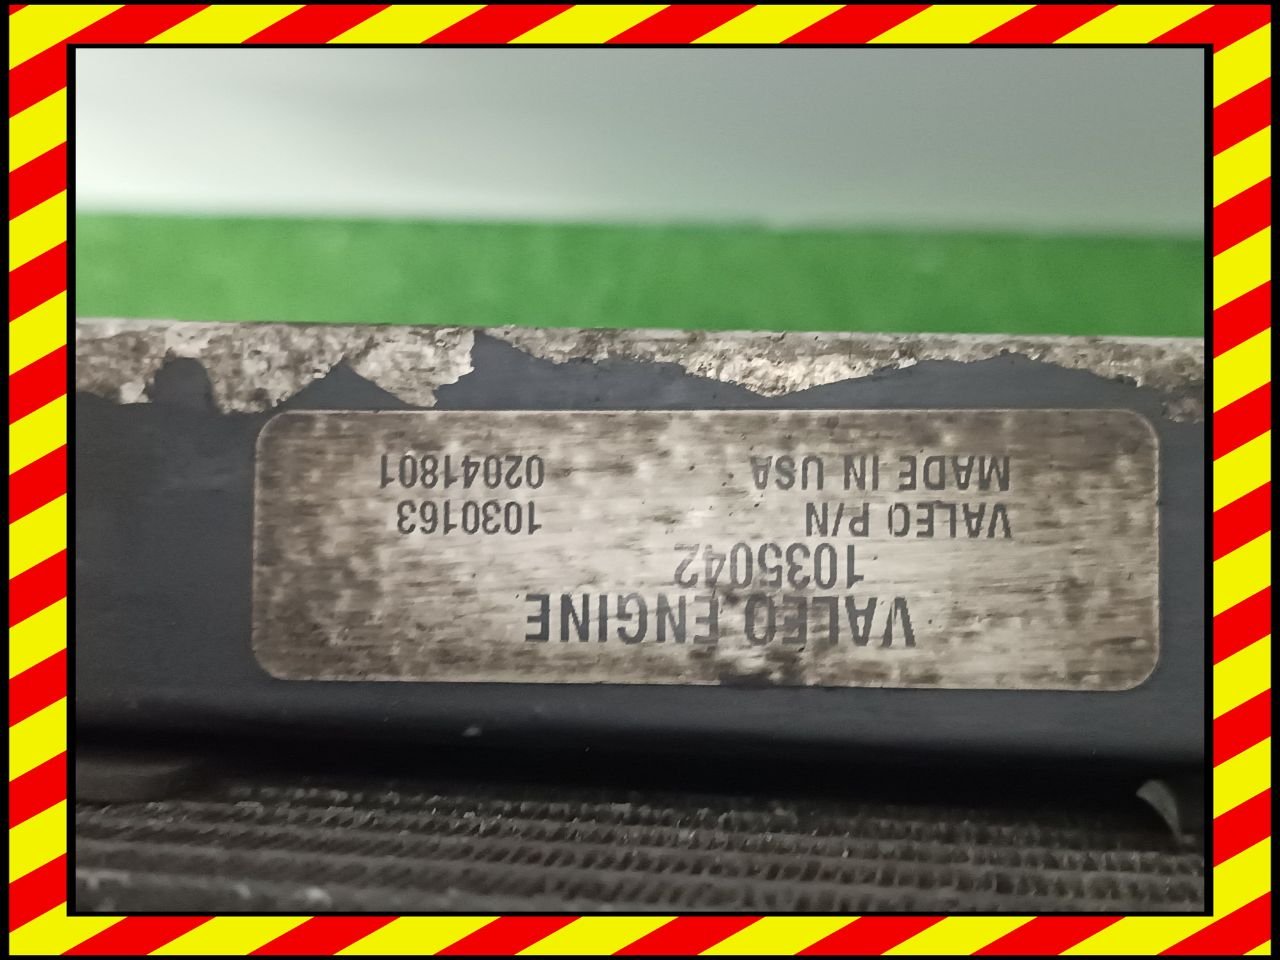 VALEO ENGINE
1035042
VALEO P/N 1030163
MADE IN USA 02041801